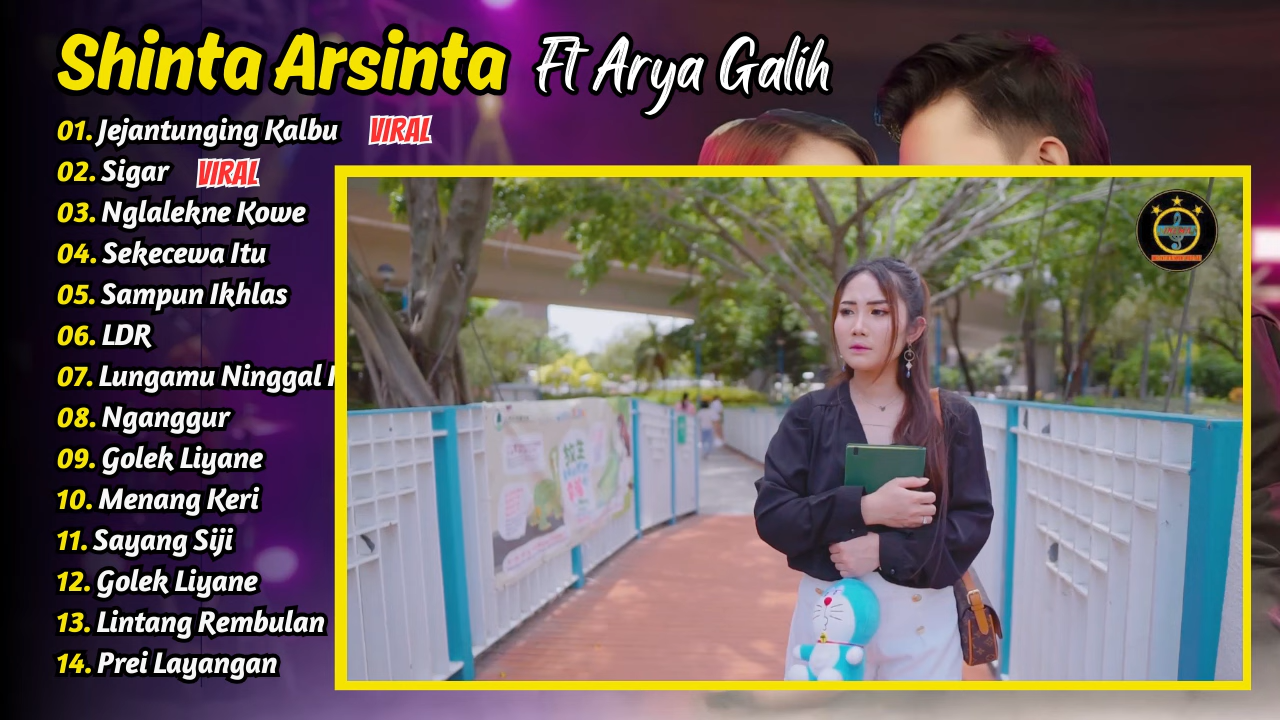 Shinta Arsinta Ft Arya Galih
01. Jejantunging Kalbu VIRAL
02. Sigar VIRAL
03. Nglalekne Kowe
04. Sekecewa Itu
05. Sampun Ikhlas
06. LDR
07. Lungamu Ninggal
08. Nganggur
09. Golek Liyane
10. Menang Keri
11. Sayang Siji
12. Golek Liyane
13. Lintang Rembulan
14. Prei Layangan